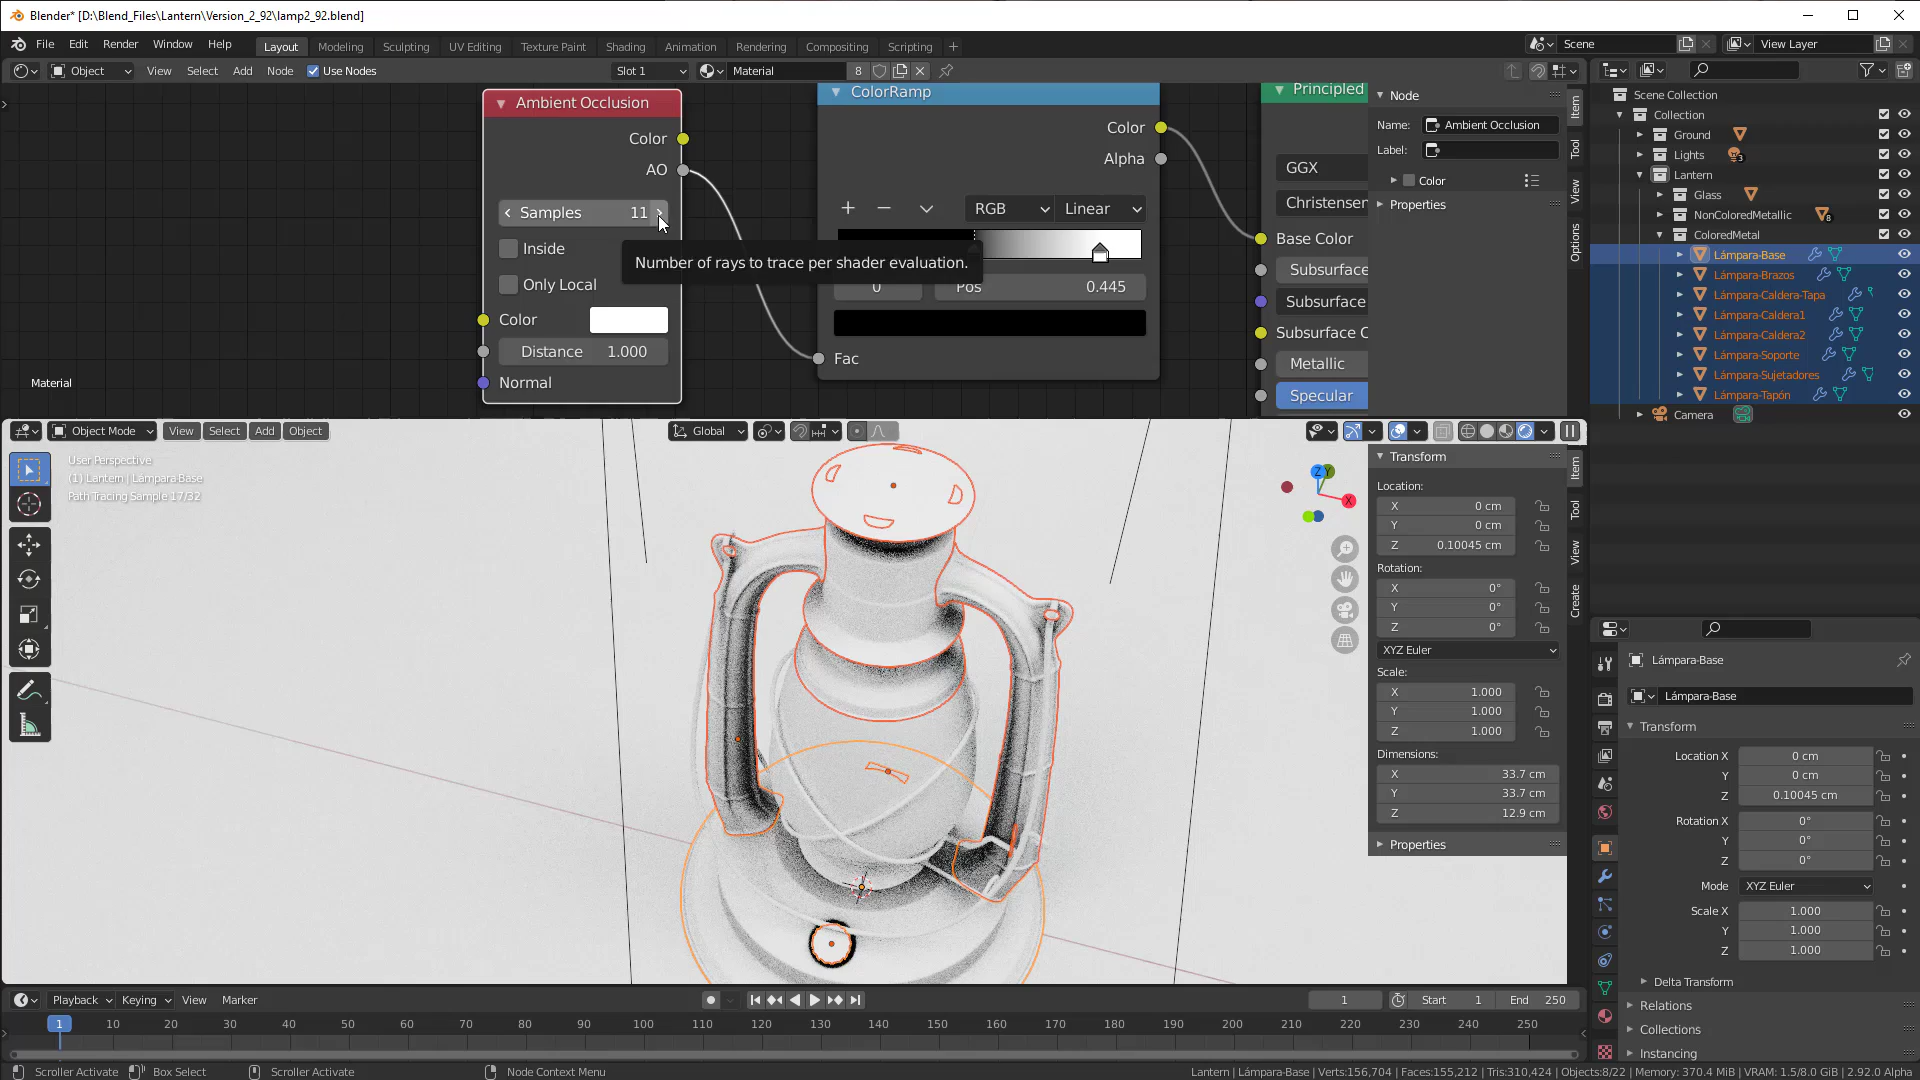 Blender* [D:\Blend_Files\Lantern\Version_2_92\lamp2_92.blend]
File Edit Render Window Help Layout Modeling Sculpting UV Editing Texture Paint Shading Animation Rendering Compositing Scripting + Scene View Layer
Object View Select Add Node Use Nodes Slot 1 Material 8
Ambient Occlusion
Color
AO
Samples 11
Inside
Only Local
Color
Distance 1.000
Normal
Material
Number of rays to trace per shader evaluation.
ColorRamp
Color
Alpha
RGB Linear
0 Pos 0.445
Fac
Principled
GGX
Christensen
Base Color
Subsurface
Subsurface
Subsurface C
Metallic
Specular
Node
Name: Ambient Occlusion
Label:
Color
Properties
Item
Tool
View
Options
Scene Collection
Collection
Ground
Lights 3
Lantern
Glass
NonColoredMetallic 8
ColoredMetal
Lámpara-Base
Lámpara-Brazos
Lámpara-Caldera-Tapa
Lámpara-Caldera1
Lámpara-Caldera2
Lámpara-Soporte
Lámpara-Sujetadores
Lámpara-Tapón
Camera
Object Mode View Select Add Object Global
User Perspective
(1) Lantern | Lámpara Base
Path Tracing Sample 17/32
Z Y
X
Transform
Location:
X 0 cm
Y 0 cm
Z 0.10045 cm
Rotation:
X 0°
Y 0°
Z 0°
XYZ Euler
Scale:
X 1.000
Y 1.000
Z 1.000
Dimensions:
X 33.7 cm
Y 33.7 cm
Z 12.9 cm
Properties
Item
Tool
View
Create
Lámpara-Base
Lámpara-Base
Transform
Location X 0 cm
Y 0 cm
Z 0.10045 cm
Rotation X 0°
Y 0°
Z 0°
Mode XYZ Euler
Scale X 1.000
Y 1.000
Z 1.000
Delta Transform
Relations
Collections
Instancing
Playback Keying View Marker 1 Start 1 End 250
1 10 20 30 40 50 60 70 80 90 100 110 120 130 140 150 160 170 180 190 200 210 220 230 240 250
Scroller Activate Box Select Scroller Activate Node Context Menu Lantern | Lámpara-Base | Verts:156,704 | Faces:155,212 | Tris:310,424 | Objects:8/22 | Memory: 370.4 MiB | VRAM: 1.5/8.0 GiB | 2.92.0 Alpha